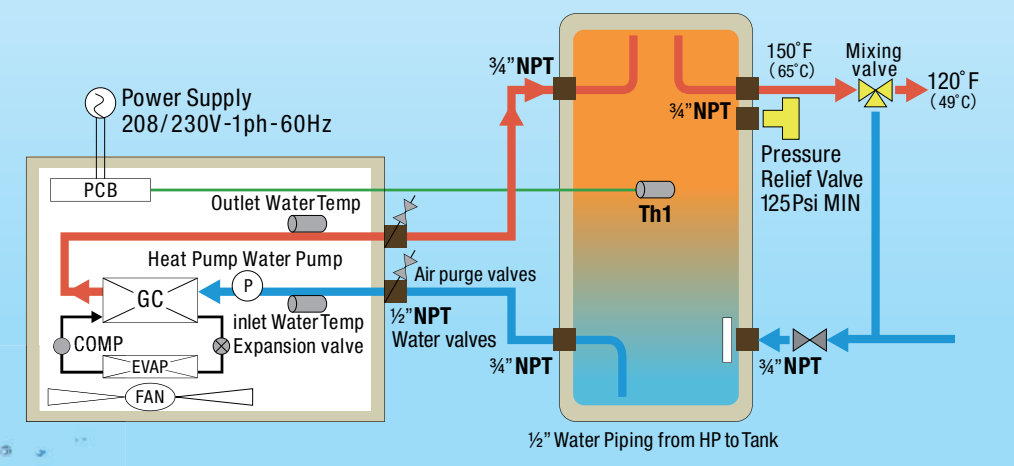 Power Supply
208/230V-1ph-60Hz
PCB
Outlet Water Temp
Heat Pump Water Pump
P
GC
inlet Water Temp
COMP
Expansion valve
EVAP
FAN
Air purge valves
½”NPT
Water valves
¾”NPT
¾”NPT
¾”NPT
Th1
150˚F
(65˚C)
Mixing
valve
120˚F
(49˚C)
Pressure
Relief Valve
125Psi MIN
¾”NPT
½” Water Piping from HP to Tank